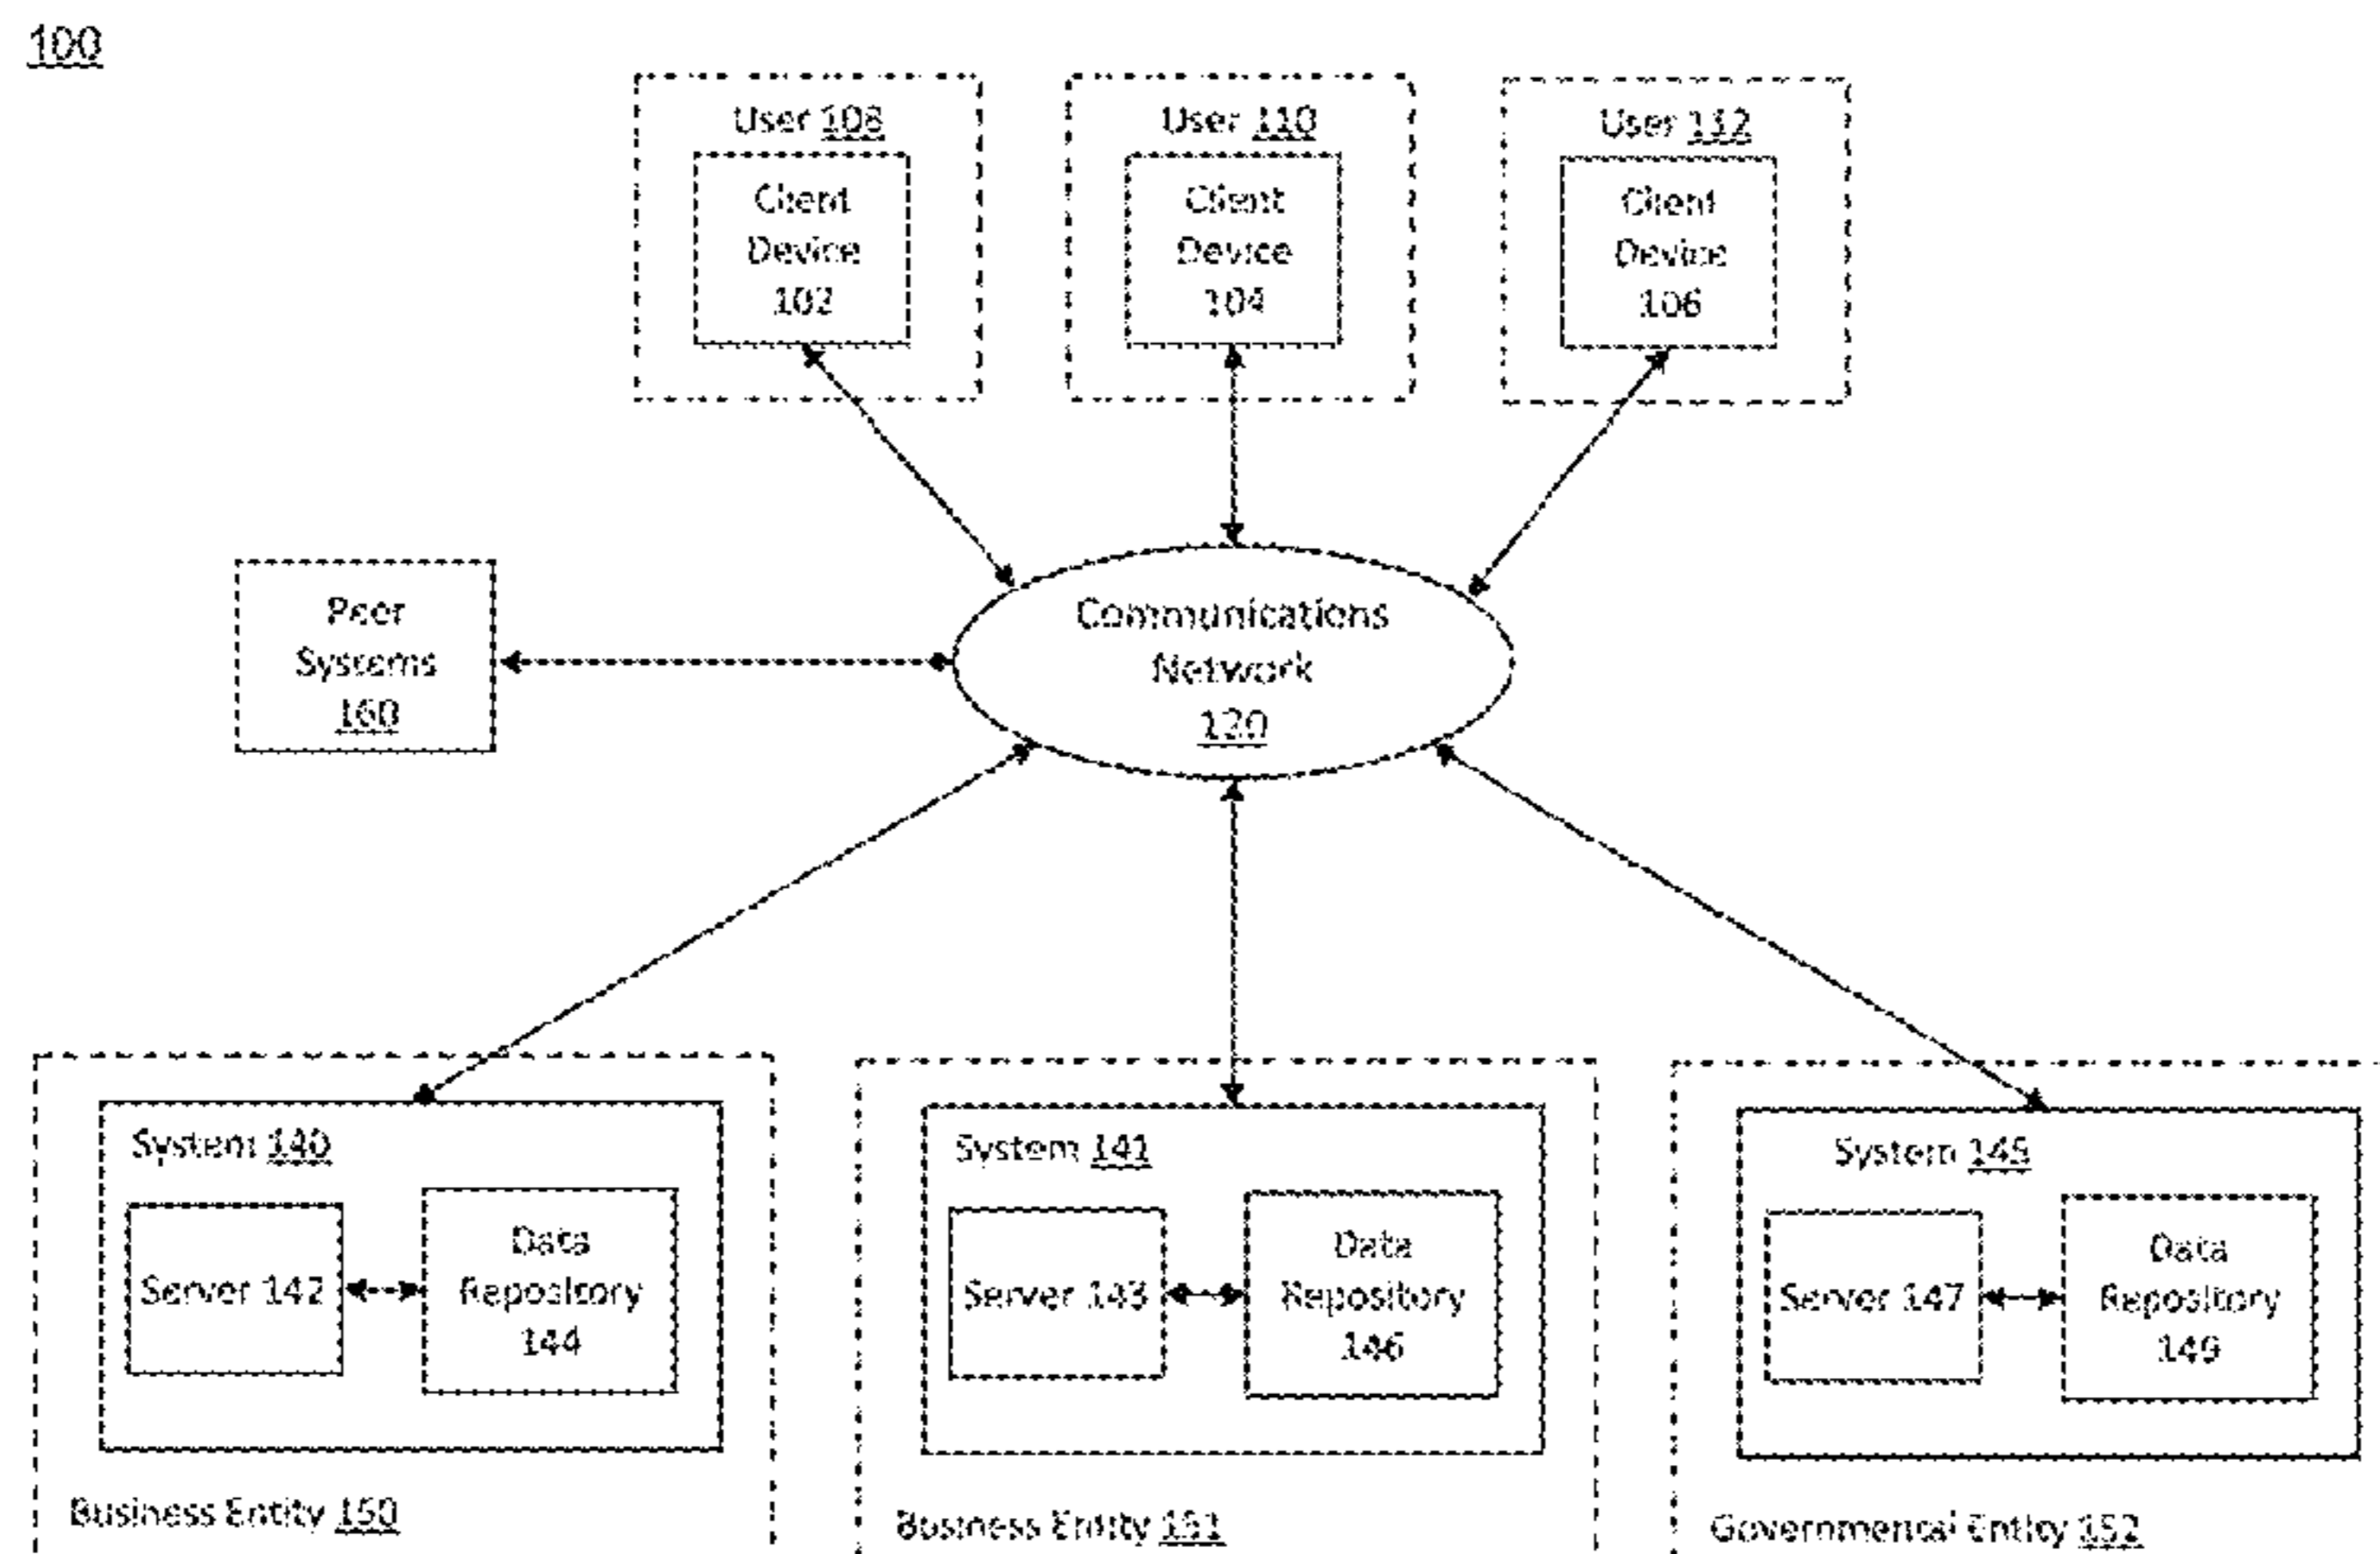 100
User 108
Client
Device
102
User 110
Client
Device
104
User 112
Client
Device
106
Peer
Systems
160
Communications
Network
120
System 140
Server 142
Data
Repository
144
Business Entity 150
System 141
Server 143
Data
Repository
146
Business Entity 151
System 145
Server 147
Data
Repository
149
Governmental Entity 152